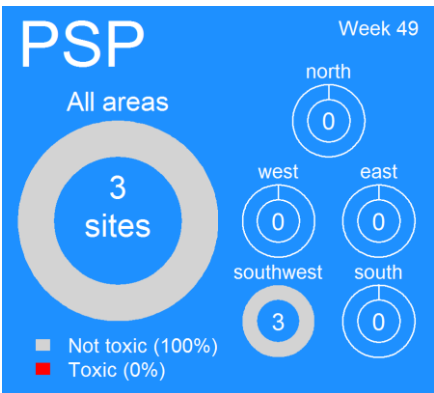 PSP
Week 49
All areas
3
sites
north
0
west
0
east
0
southwest
3
south
0
Not toxic (100%)
Toxic (0%)